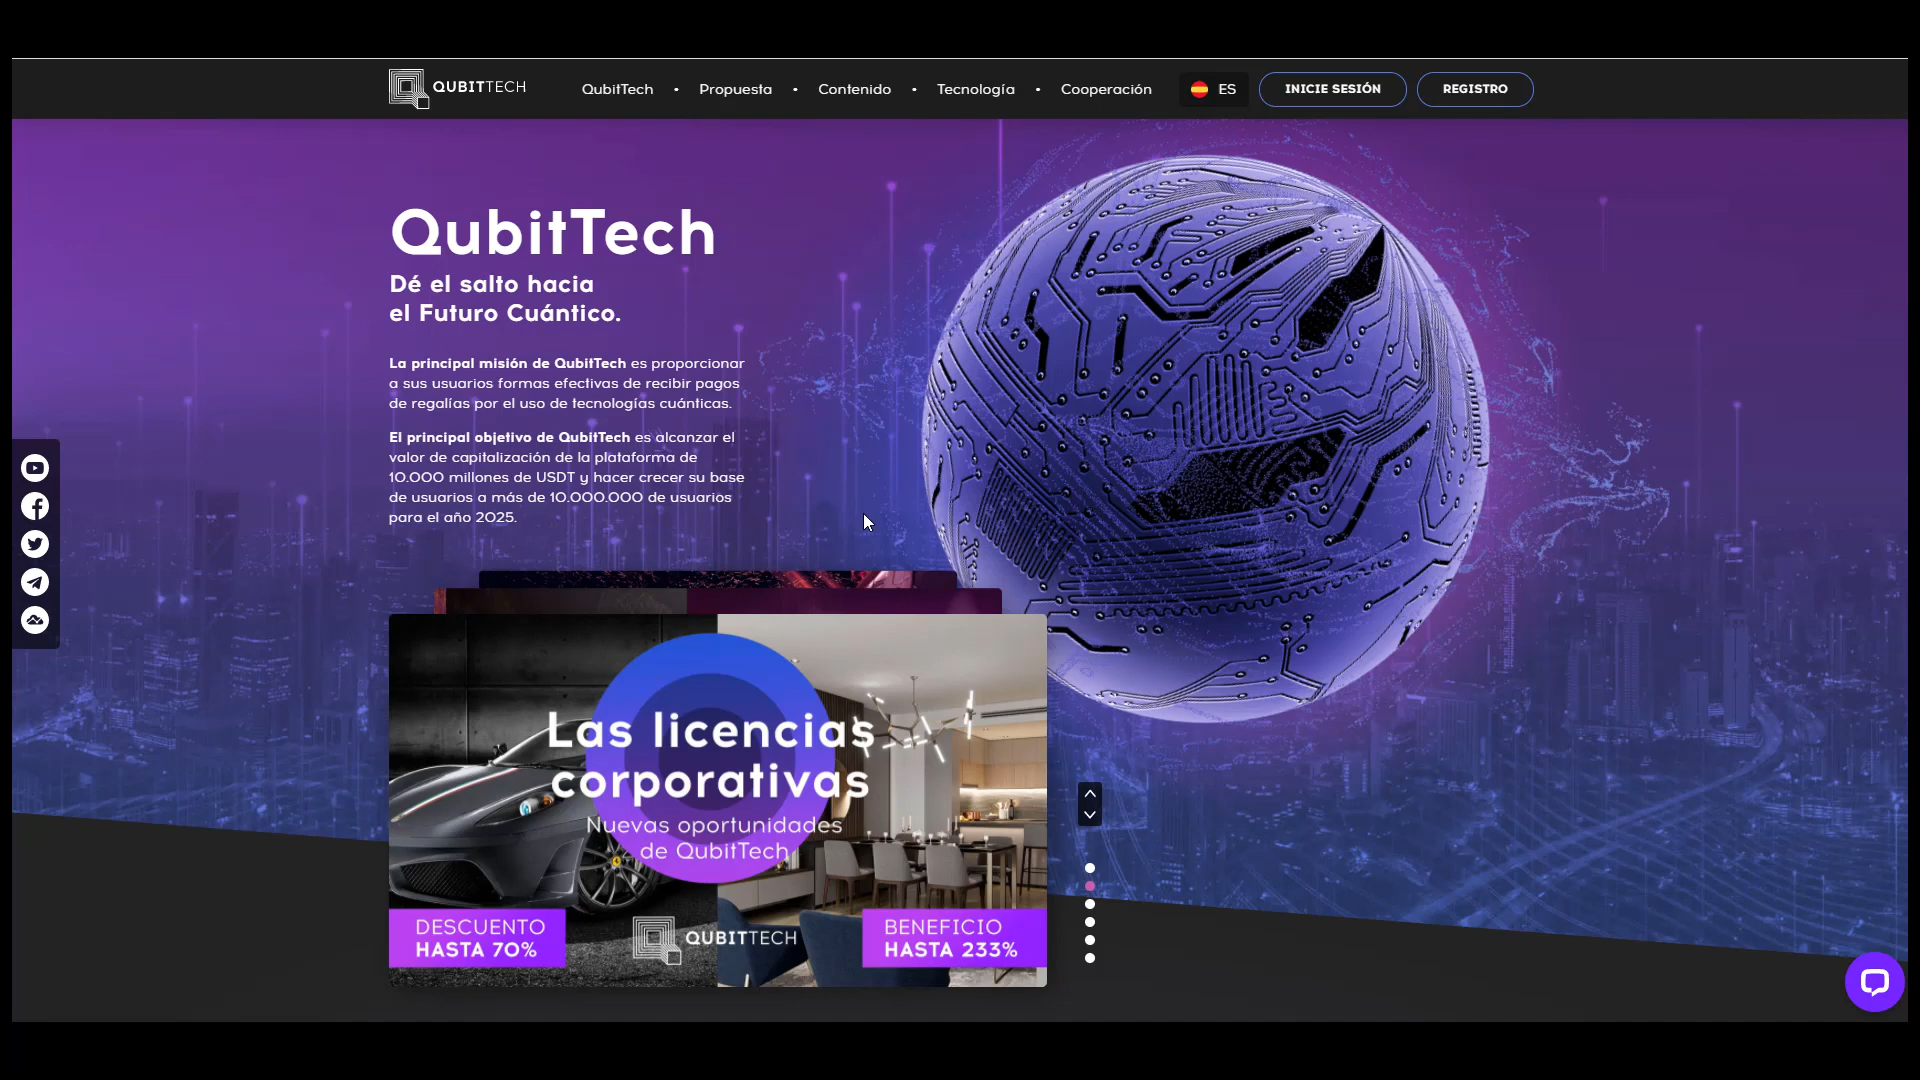 QUBITTECH
QubitTech • Propuesta • Contenido • Tecnología • Cooperación
ES
INICIE SESIÓN
REGISTRO
QubitTech
Dé el salto hacia
el Futuro Cuántico.
La principal misión de QubitTech es proporcionar
a sus usuarios formas efectivas de recibir pagos
de regalías por el uso de tecnologías cuánticas.
El principal objetivo de QubitTech es alcanzar el
valor de capitalización de la plataforma de
10.000 millones de USDT y hacer crecer su base
de usuarios a más de 10.000.000 de usuarios
para el año 2025.
Las licencias
corporativas
Nuevas oportunidades
de QubitTech
DESCUENTO
HASTA 70%
QUBITTECH
BENEFICIO
HASTA 233%